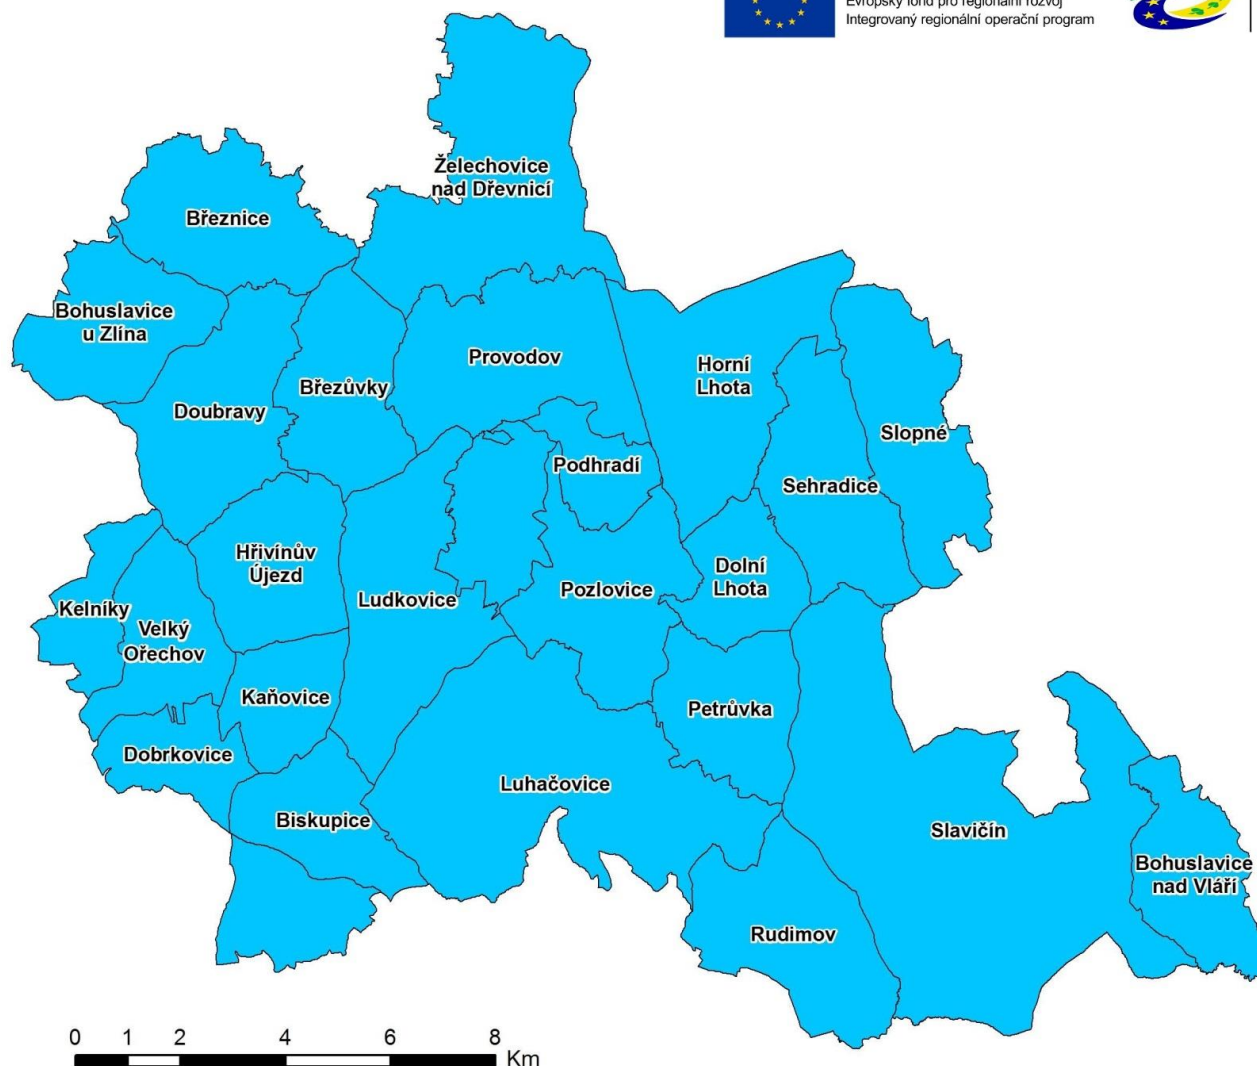 Evropský fond pro regionální rozvoj
Integrovaný regionální operační program
Želechovice
nad Dřevnicí
Březnice
Bohuslavice
u Zlína
Provodov
Horní
Lhota
Březůvky
Doubravy
Slopné
Podhradí
Sehradice
Hřivínův
Újezd
Dolní
Lhota
Pozlovice
Ludkovice
Kelníky
Velký
Ořechov
Kaňovice
Petrůvka
Dobrkovice
Luhačovice
Biskupice
Slavičín
Bohuslavice
nad Vláří
Rudimov
0 1 2 4 6 8
Km